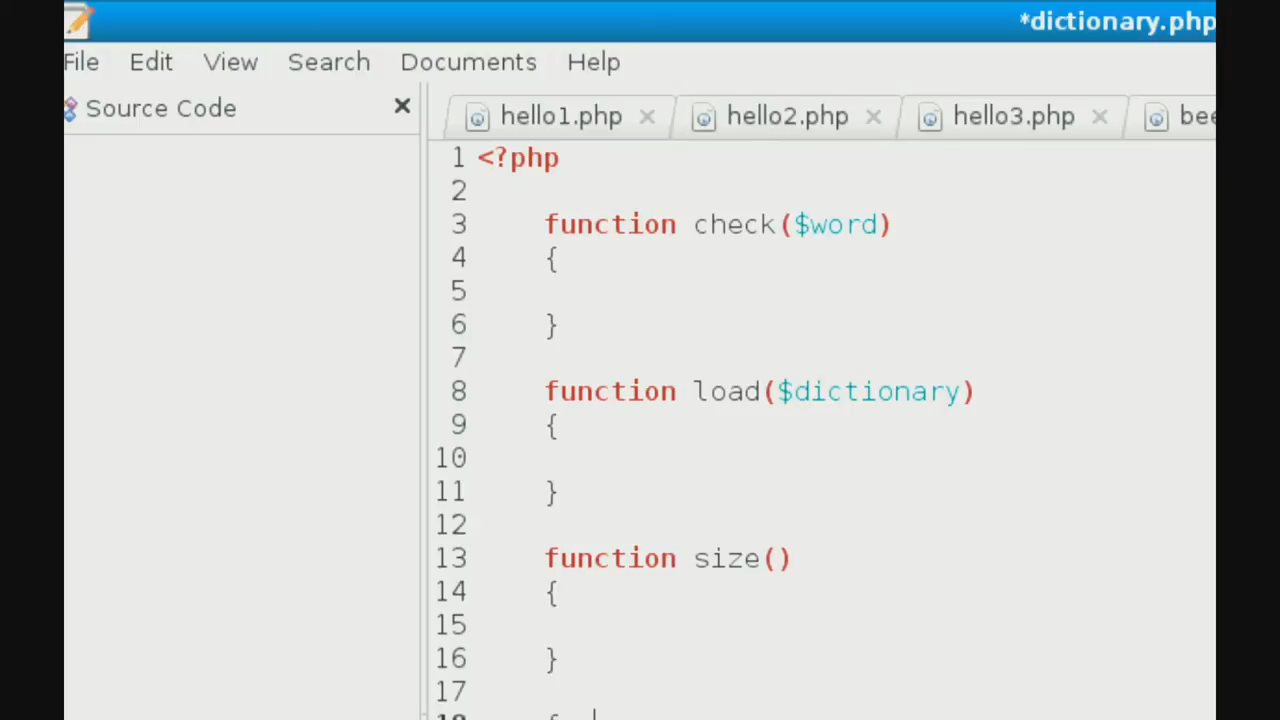 *dictionary.php
File Edit View Search Documents Help
Source Code
hello1.php hello2.php hello3.php
1 <?php
2
3 function check($word)
4 {
5
6 }
7
8 function load($dictionary)
9 {
10
11 }
12
13 function size()
14 {
15
16 }
17